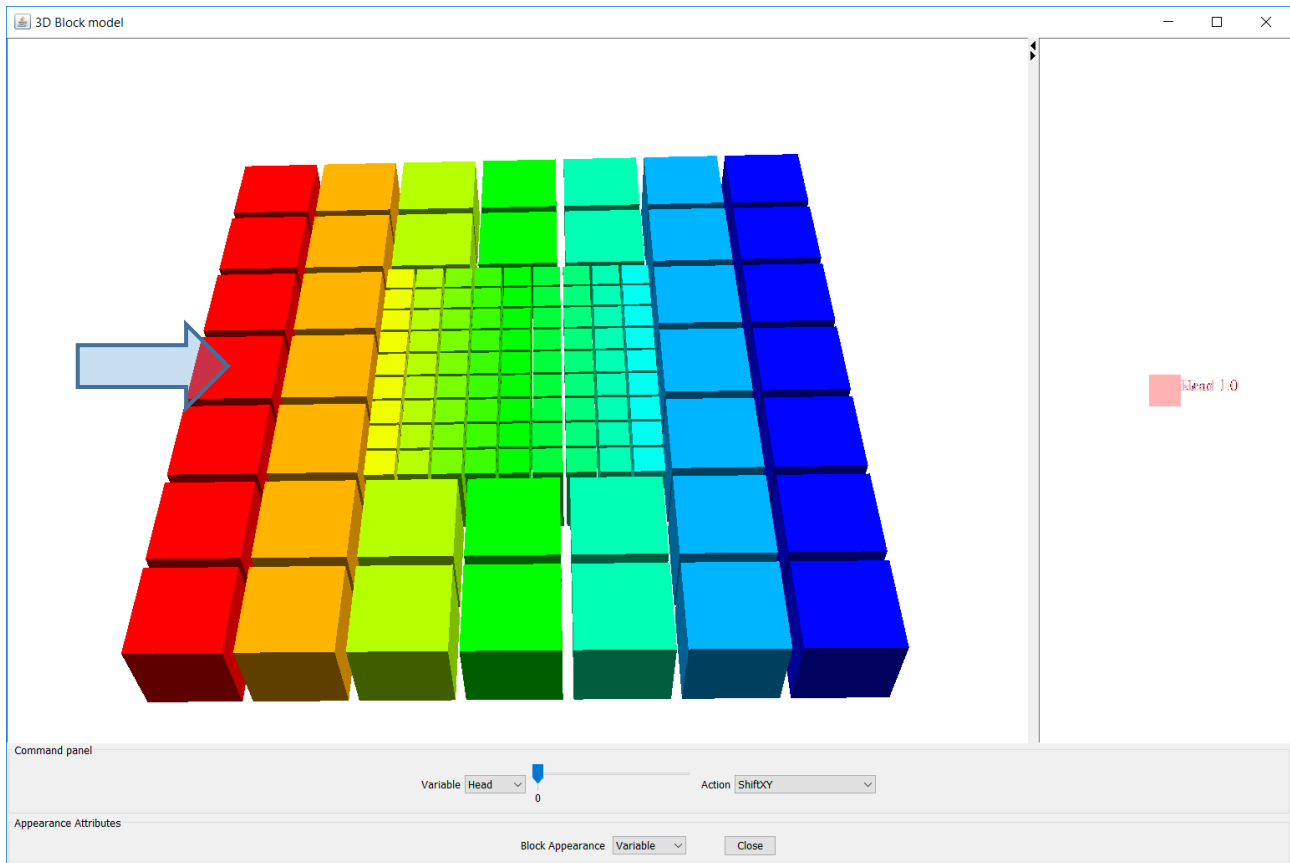 3D Block model
Head 1.0
Command panel
Variable Head
0
Action ShiftXY
Appearance Attributes
Block Appearance Variable
Close